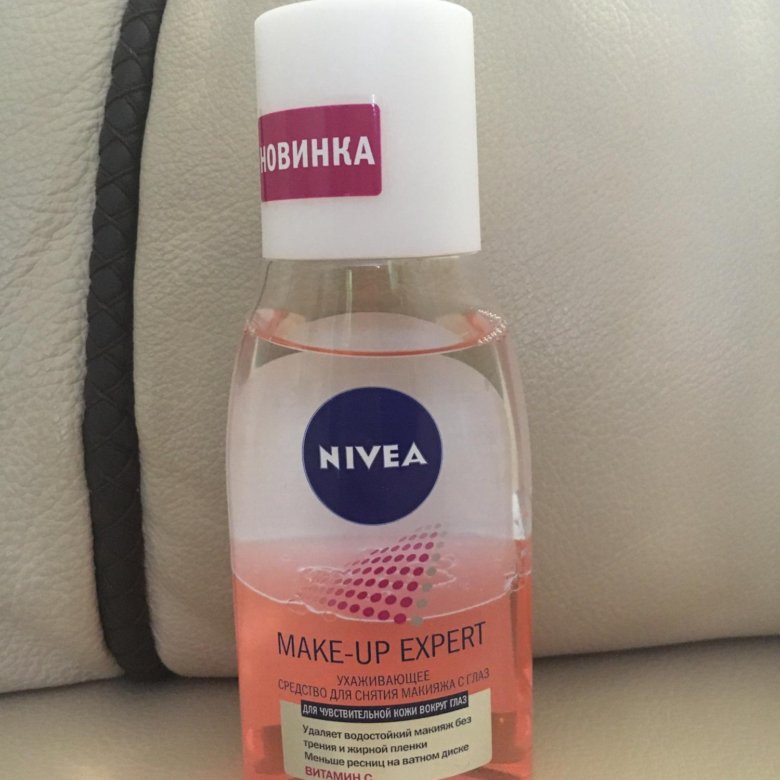 НОВИНКА
NIVEA
MAKE-UP EXPERT
УХАЖИВАЮЩЕЕ
СРЕДСТВО ДЛЯ СНЯТИЯ МАКИЯЖА С ГЛАЗ
ДЛЯ ЧУВСТВИТЕЛЬНОЙ КОЖИ ВОКРУГ ГЛАЗ
Удаляет водостойкий макияж без
трения и жирной пленки
Меньше ресниц на ватном диске
ВИТАМИН С